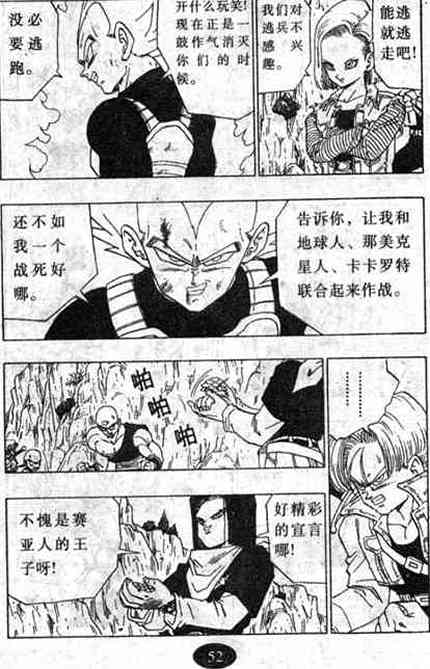 能逃
就逃
走吧!
我们对
逃兵不
感兴
趣。
开什么玩笑!
现在正是一
鼓作气消灭
你们的时
候。
没必
要逃
跑。
告诉你，让我和
地球人、那美克
星人、卡卡罗特
联合起来作战。
还不如
我一个
战死好
哪。
…………
咕
咕
咕
好精彩
的宣言
哪!
不愧是赛
亚人的王
子呀!
52